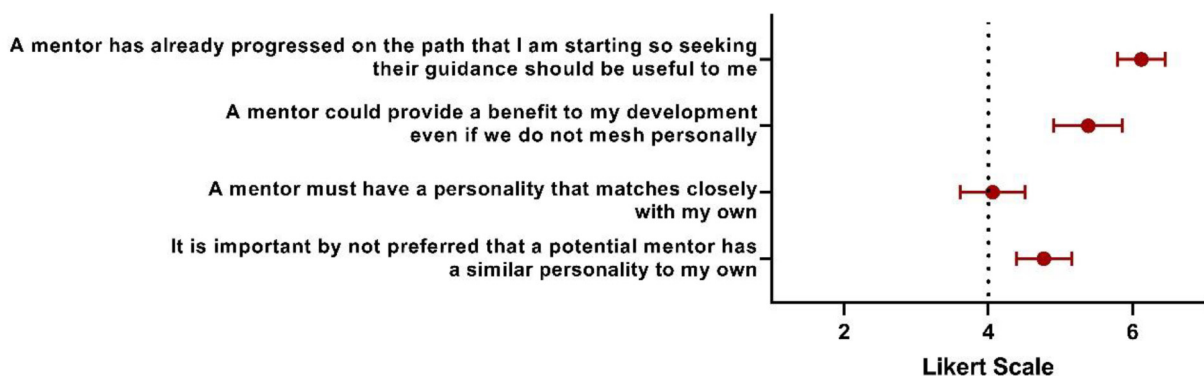 A mentor has already progressed on the path that I am starting so seeking
their guidance should be useful to me
A mentor could provide a benefit to my development
even if we do not mesh personally
A mentor must have a personality that matches closely
with my own
It is important by not preferred that a potential mentor has
a similar personality to my own
2 4 6
Likert Scale